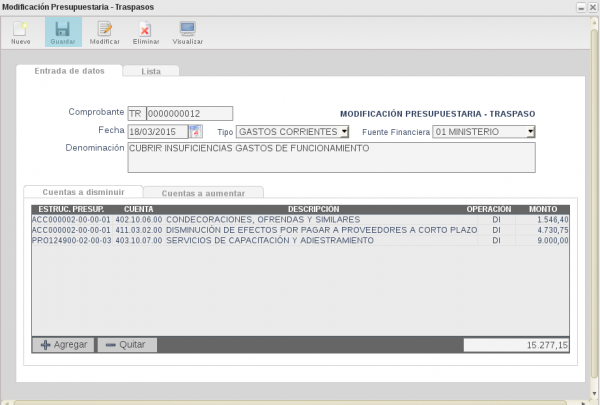 Modificación Presupuestaria - Traspasos
Nuevo Guardar Modificar Eliminar Visualizar
Entrada de datos Lista
Comprobante TR 0000000012 MODIFICACIÓN PRESUPUESTARIA - TRASPASO
Fecha 18/03/2015 Tipo GASTOS CORRIENTES Fuente Financiera 01 MINISTERIO
Denominación CUBRIR INSUFICIENCIAS GASTOS DE FUNCIONAMIENTO
Cuentas a disminuir Cuentas a aumentar
ESTRUC. PRESUP. CUENTA DESCRIPCIÓN OPERACIÓN MONTO
ACC000002-00-00-01 402.10.06.00 CONDECORACIONES, OFRENDAS Y SIMILARES DI 1.546,40
ACC000002-00-00-01 411.03.02.00 DISMINUCIÓN DE EFECTOS POR PAGAR A PROVEEDORES A CORTO PLAZO DI 4.730,75
PRO124900-02-00-03 403.10.07.00 SERVICIOS DE CAPACITACIÓN Y ADIESTRAMIENTO DI 9.000,00
Agregar Quitar 15.277,15